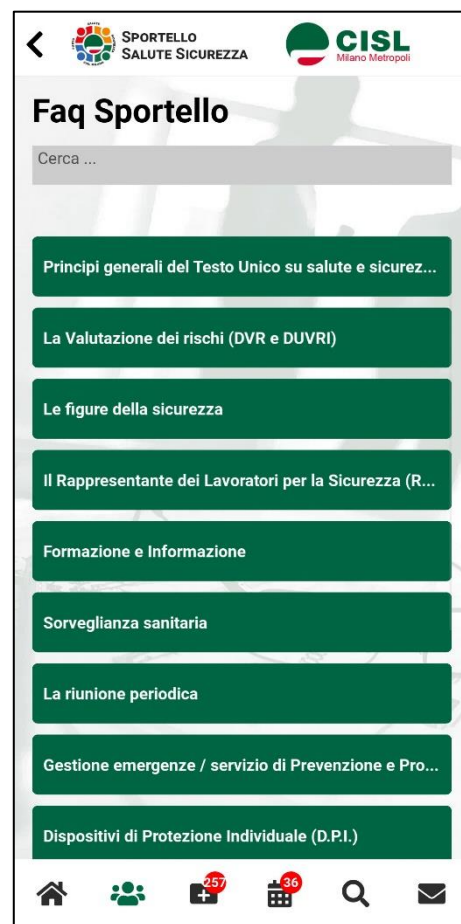 SPORTELLO
SALUTE SICUREZZA
CISL
Milano Metropoli
Faq Sportello
Cerca ...
Principi generali del Testo Unico su salute e sicurez...
La Valutazione dei rischi (DVR e DUVRI)
Le figure della sicurezza
Il Rappresentante dei Lavoratori per la Sicurezza (R...
Formazione e Informazione
Sorveglianza sanitaria
La riunione periodica
Gestione emergenze / servizio di Prevenzione e Pro...
Dispositivi di Protezione Individuale (D.P.I.)
257
36